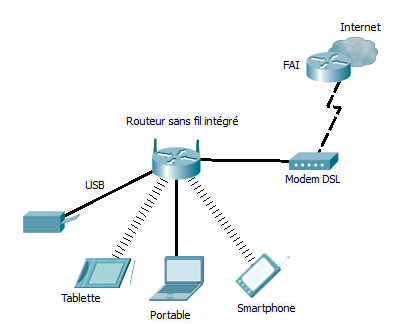 Internet
FAI
Routeur sans fil intégré
Modem DSL
USB
Tablette
Portable
Smartphone